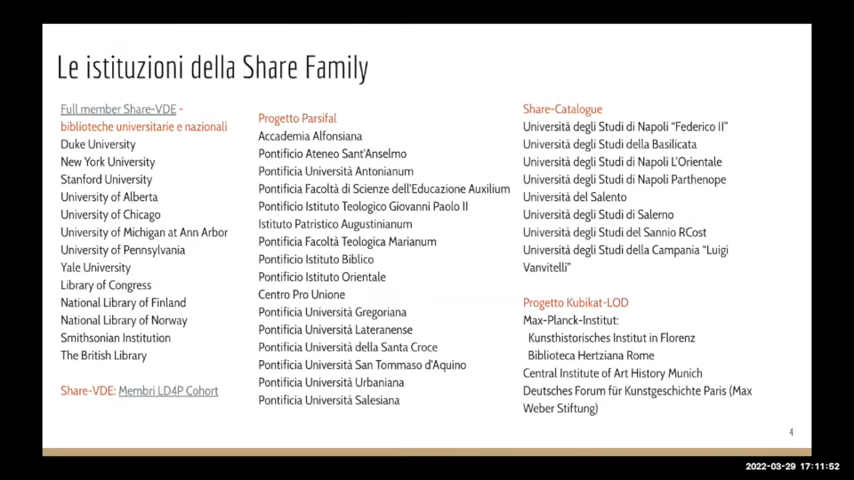 Le istituzioni della Share Family
Full member Share-VDE -
biblioteche universitarie e nazionali
Duke University
New York University
Stanford University
University of Alberta
University of Chicago
University of Michigan at Ann Arbor
University of Pennsylvania
Yale University
Library of Congress
National Library of Finland
National Library of Norway
Smithsonian Institution
The British Library
Share-VDE: Membri LD4P Cohort
Progetto Parsifal
Accademia Alfonsiana
Pontificio Ateneo Sant'Anselmo
Pontificia Università Antonianum
Pontificia Facoltà di Scienze dell'Educazione Auxilium
Pontificio Istituto Teologico Giovanni Paolo II
Istituto Patristico Augustinianum
Pontificia Facoltà Teologica Marianum
Pontificio Istituto Biblico
Pontificio Istituto Orientale
Centro Pro Unione
Pontificia Università Gregoriana
Pontificia Università Lateranense
Pontificia Università della Santa Croce
Pontificia Università San Tommaso d'Aquino
Pontificia Università Urbaniana
Pontificia Università Salesiana
Share-Catalogue
Università degli Studi di Napoli “Federico II”
Università degli Studi della Basilicata
Università degli Studi di Napoli L'Orientale
Università degli Studi di Napoli Parthenope
Università del Salento
Università degli Studi di Salerno
Università degli Studi del Sannio RCost
Università degli Studi della Campania “Luigi
Vanvitelli”
Progetto Kubikat-LOD
Max-Planck-Institut:
Kunsthistorisches Institut in Florenz
Biblioteca Hertziana Rome
Central Institute of Art History Munich
Deutsches Forum für Kunstgeschichte Paris (Max
Weber Stiftung)
4
2022-03-29 17:11:52